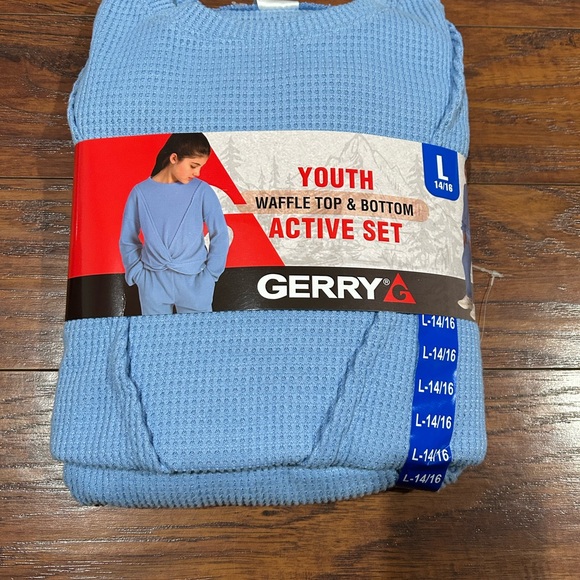 YOUTH
WAFFLE TOP & BOTTOM
ACTIVE SET
GERRY® G
L
14/16
L-14/16
L-14/16
L-14/16
L-14/16
L-14/16
L-14/16